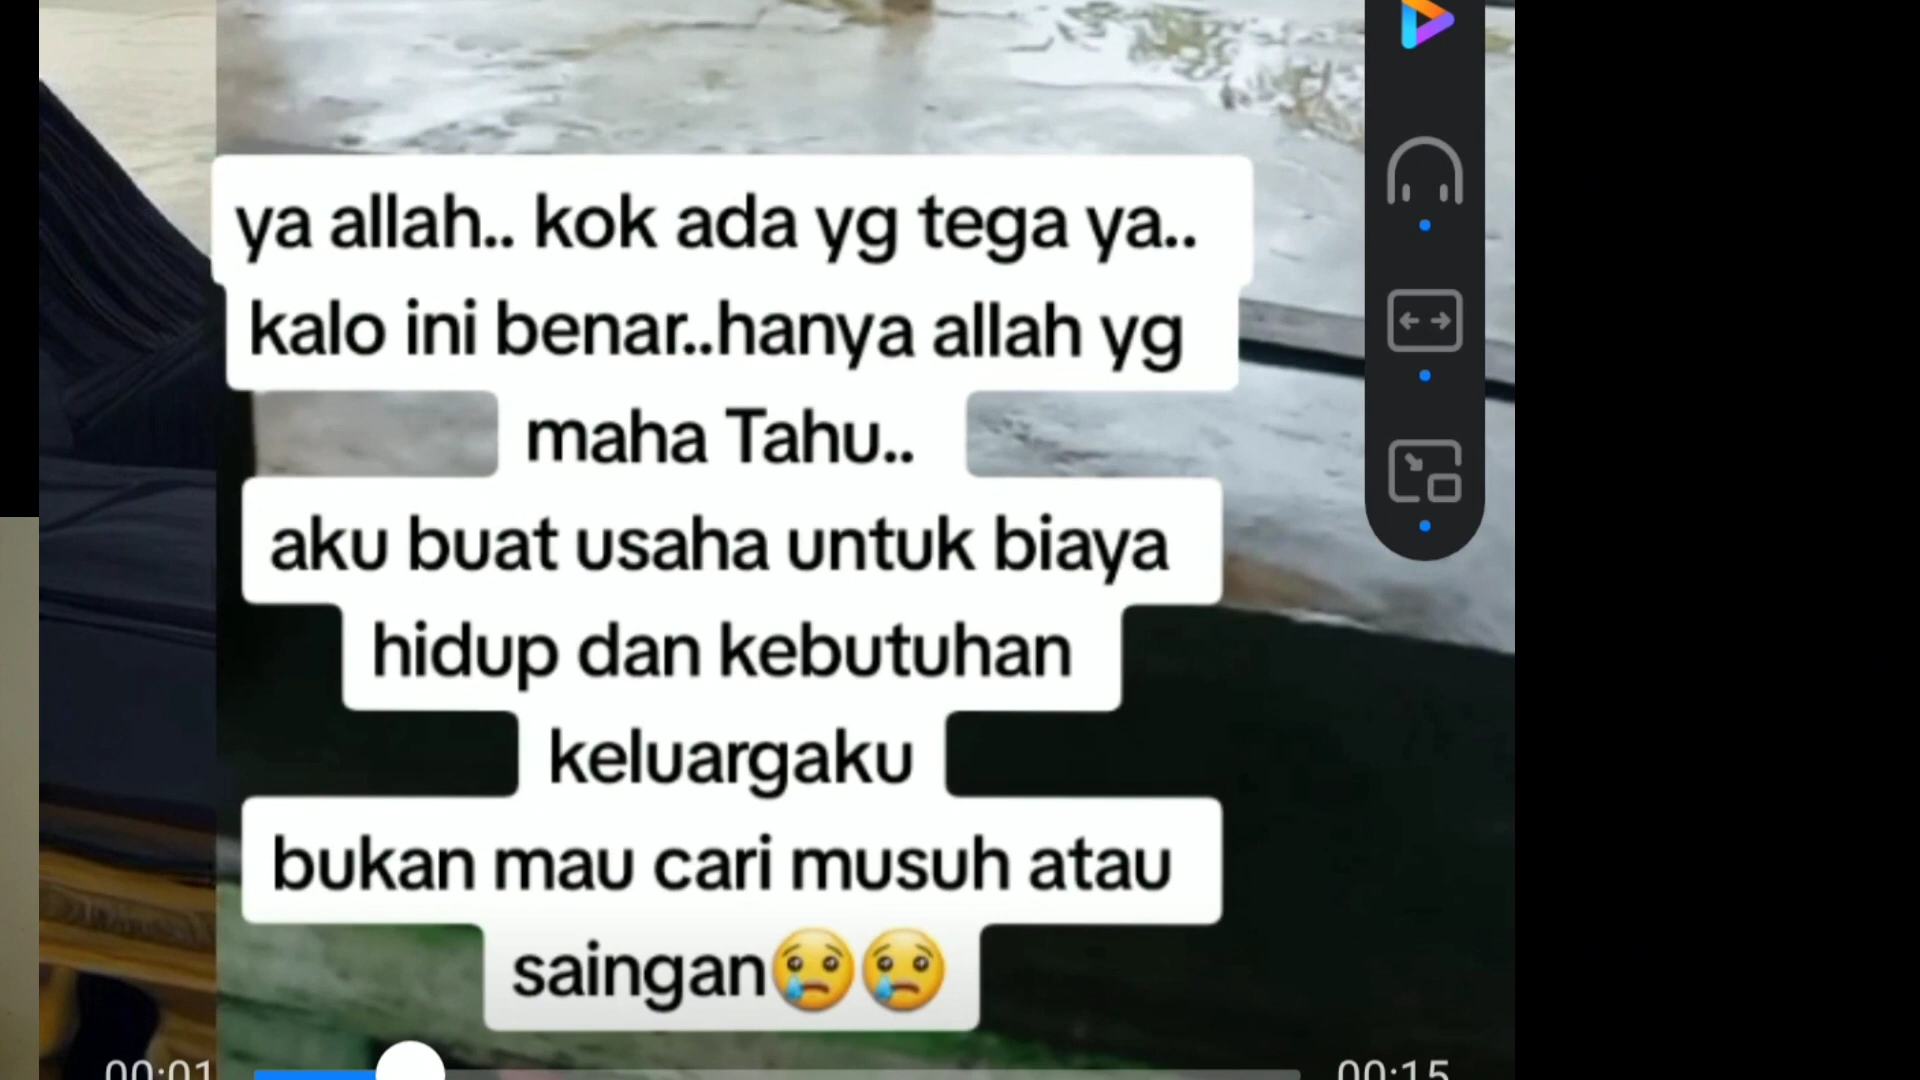 ya allah.. kok ada yg tega ya..
kalo ini benar..hanya allah yg
maha Tahu..
aku buat usaha untuk biaya
hidup dan kebutuhan
keluargaku
bukan mau cari musuh atau
saingan😢😢
00:01
00:15